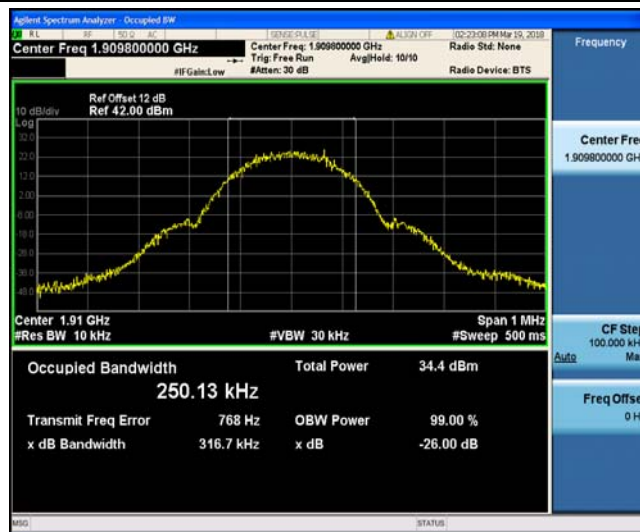 Agilent Spectrum Analyzer - Occupied BW
RL RF 50 Ω AC SENSE:PULSE ALIGN OFF 02:23:08 PM Mar 19, 2018
Center Freq 1.909800000 GHz
Center Freq: 1.909800000 GHz
Radio Std: None
Trig: Free Run Avg|Hold: 10/10
#IFGain:Low #Atten: 30 dB Radio Device: BTS
Frequency
Ref Offset 12 dB
10 dB/div Ref 42.00 dBm
Log
32.0
22.0
12.0
2.00
-8.00
-18.0
-28.0
-38.0
-48.0
Center 1.91 GHz Span 1 MHz
#Res BW 10 kHz #VBW 30 kHz #Sweep 500 ms
Center Fre
1.909800000 GH
CF Ste
100.000 kH
Auto Ma
Freq Offse
0 H
Occupied Bandwidth Total Power 34.4 dBm
250.13 kHz
Transmit Freq Error 768 Hz OBW Power 99.00 %
x dB Bandwidth 316.7 kHz x dB -26.00 dB
MSG STATUS